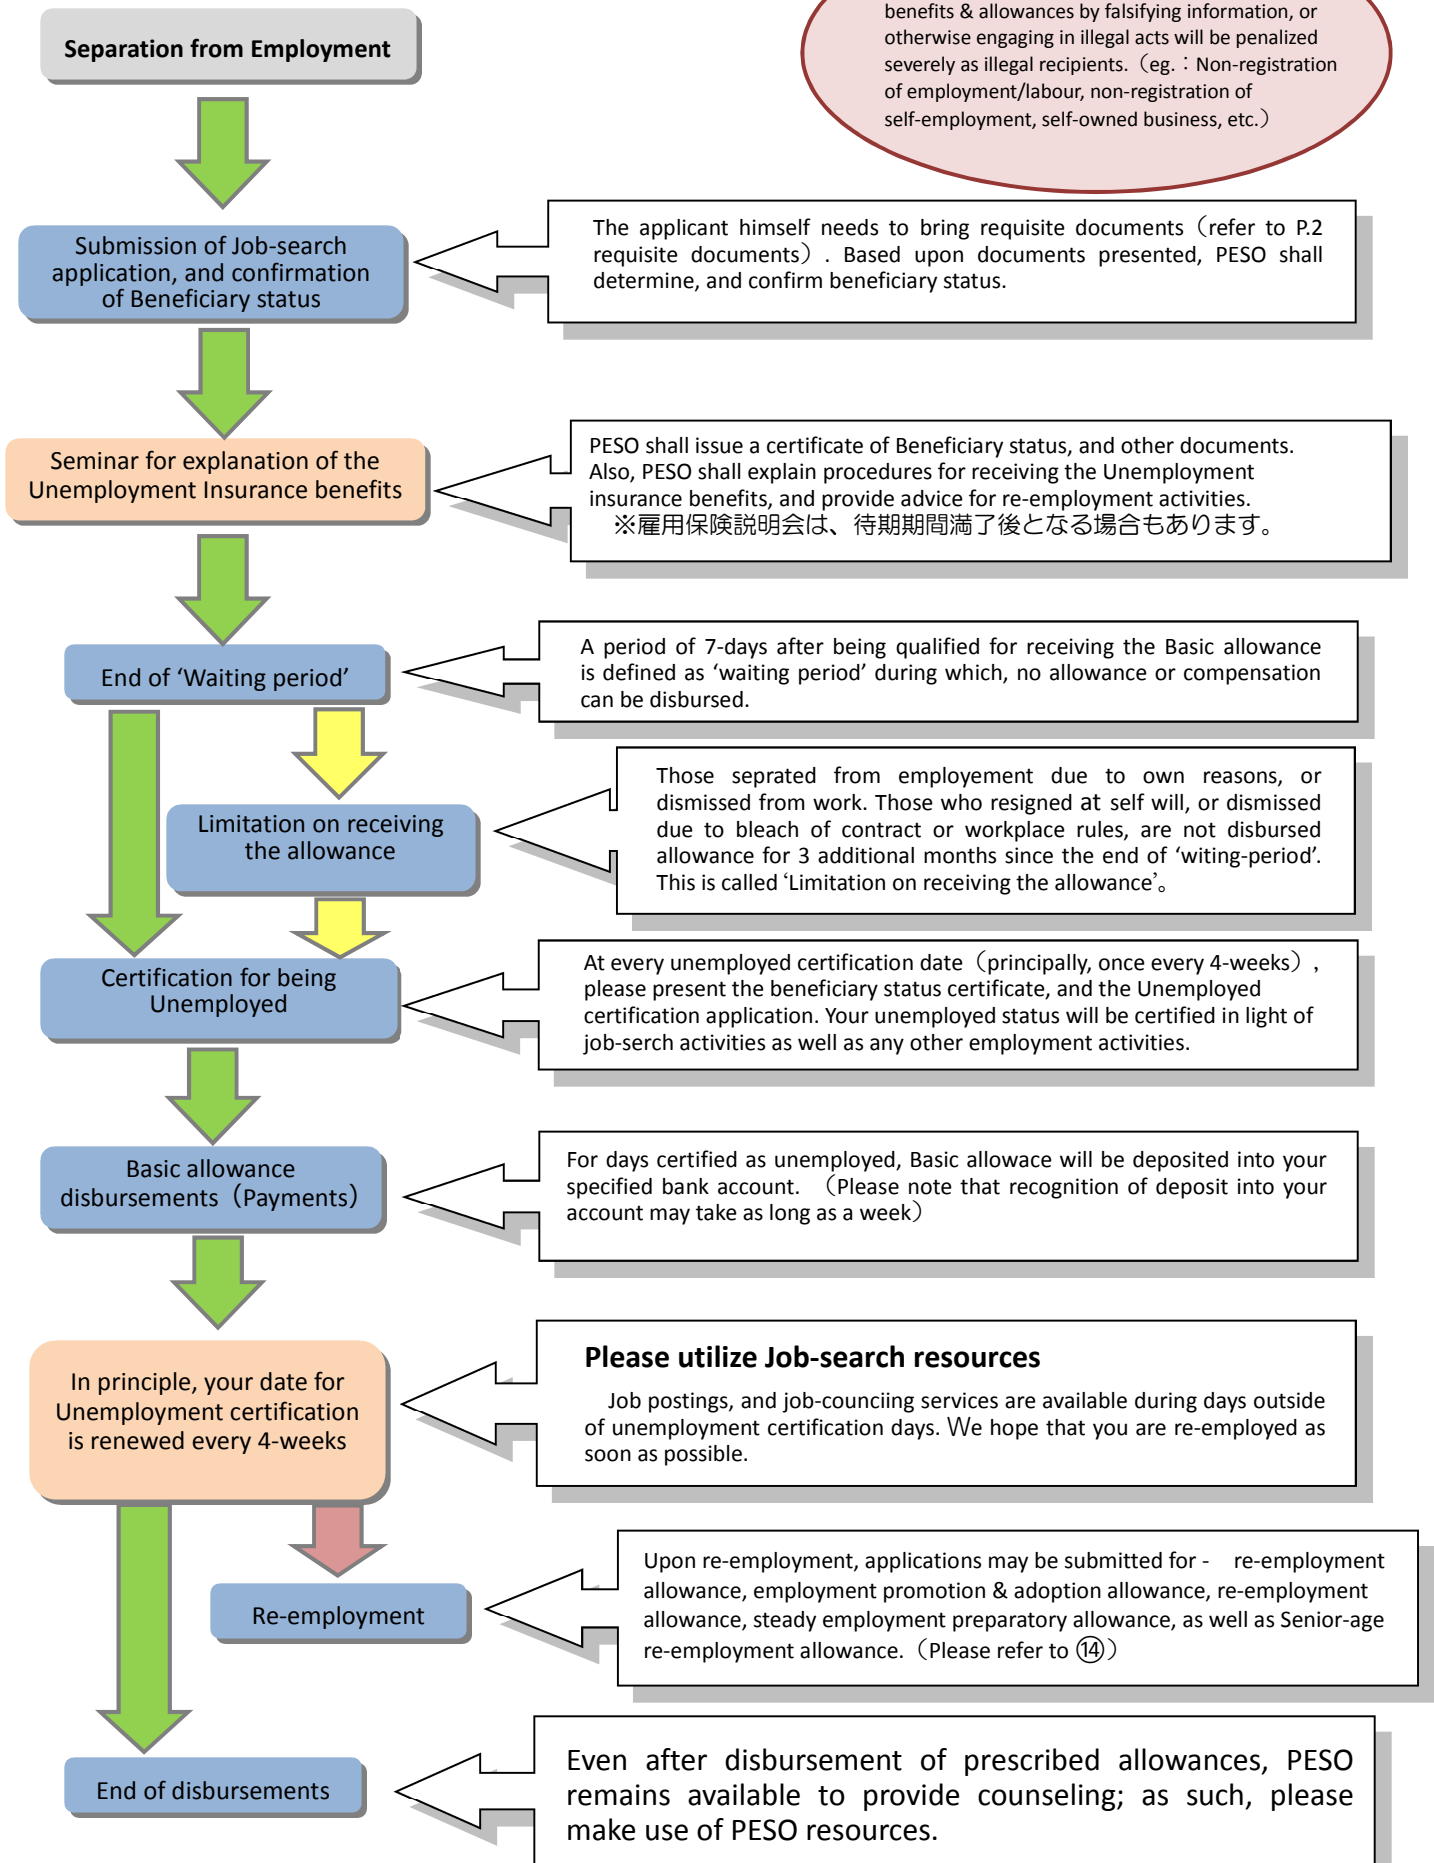 benefits & allowances by falsifying information, or
otherwise engaging in illegal acts will be penalized
severely as illegal recipients.（eg.：Non-registration
of employment/labour, non-registration of
self-employment, self-owned business, etc.）
Separation from Employment
Submission of Job-search
application, and confirmation
of Beneficiary status
The applicant himself needs to bring requisite documents（refer to P.2
requisite documents）. Based upon documents presented, PESO shall
determine, and confirm beneficiary status.
Seminar for explanation of the
Unemployment Insurance benefits
PESO shall issue a certificate of Beneficiary status, and other documents.
Also, PESO shall explain procedures for receiving the Unemployment
insurance benefits, and provide advice for re-employment activities.
※雇用保険説明会は、待期期間満了後となる場合もあります。
End of ‘Waiting period’
A period of 7-days after being qualified for receiving the Basic allowance
is defined as ‘waiting period’ during which, no allowance or compensation
can be disbursed.
Limitation on receiving
the allowance
Those seprated from employement due to own reasons, or
dismissed from work. Those who resigned at self will, or dismissed
due to bleach of contract or workplace rules, are not disbursed
allowance for 3 additional months since the end of ‘witing-period’.
This is called ‘Limitation on receiving the allowance’。
Certification for being
Unemployed
At every unemployed certification date（principally, once every 4-weeks）,
please present the beneficiary status certificate, and the Unemployed
certification application. Your unemployed status will be certified in light of
job-serch activities as well as any other employment activities.
Basic allowance
disbursements（Payments）
For days certified as unemployed, Basic allowace will be deposited into your
specified bank account. （Please note that recognition of deposit into your
account may take as long as a week）
In principle, your date for
Unemployment certification
is renewed every 4-weeks
Please utilize Job-search resources
Job postings, and job-counciing services are available during days outside
of unemployment certification days. We hope that you are re-employed as
soon as possible.
Re-employment
Upon re-employment, applications may be submitted for - re-employment
allowance, employment promotion & adoption allowance, re-employment
allowance, steady employment preparatory allowance, as well as Senior-age
re-employment allowance.（Please refer to ⑭）
End of disbursements
Even after disbursement of prescribed allowances, PESO
remains available to provide counseling; as such, please
make use of PESO resources.